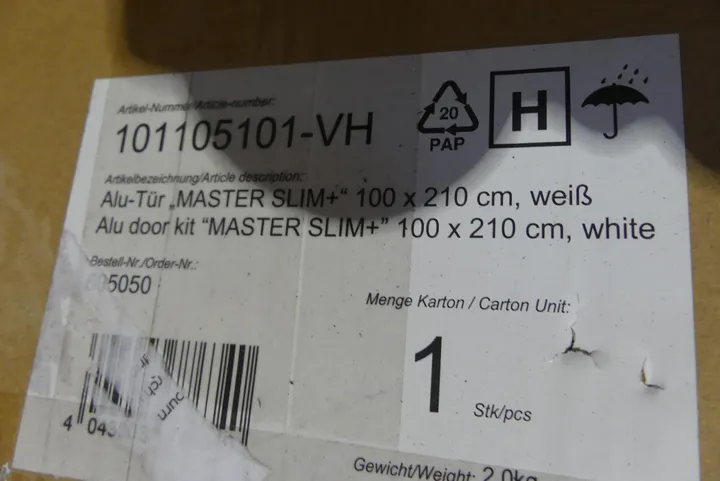 Artikel-Nummer/Article-number:
101105101-VH
20
PAP
H
Artikelbezeichnung/Article description:
Alu-Tür „MASTER SLIM+“ 100 x 210 cm, weiß
Alu door kit “MASTER SLIM+” 100 x 210 cm, white
Bestell-Nr./Order-Nr.:
05050
Menge Karton / Carton Unit:
1
Stk/pcs
4
Gewicht/Weight: 2,0kg